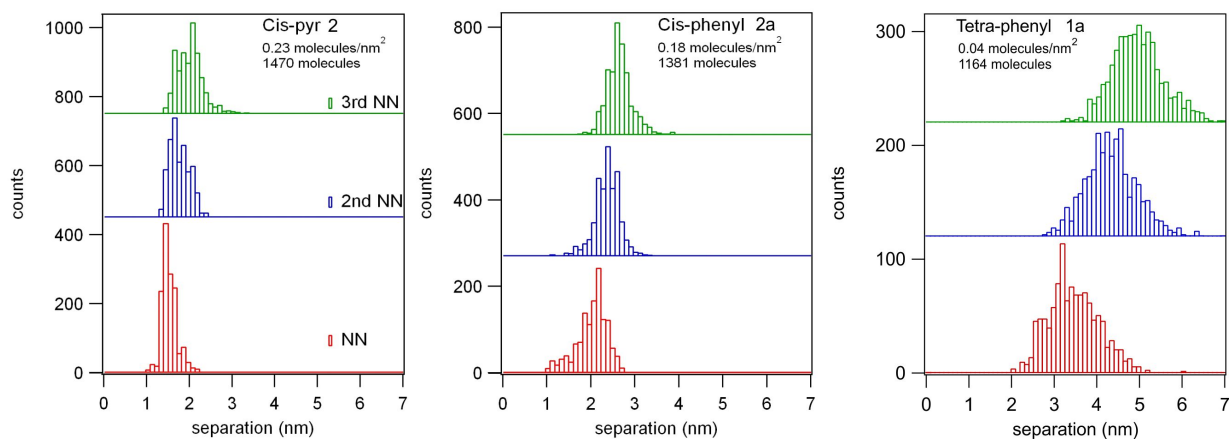 Cis-pyr 2
0.23 molecules/nm2
1470 molecules
3rd NN
2nd NN
NN
1000
800
600
400
200
0
counts
0 1 2 3 4 5 6 7
separation (nm)
Cis-phenyl 2a
0.18 molecules/nm2
1381 molecules
800
600
400
200
0
counts
0 1 2 3 4 5 6 7
separation (nm)
Tetra-phenyl 1a
0.04 molecules/nm2
1164 molecules
300
200
100
0
counts
0 1 2 3 4 5 6 7
separation (nm)